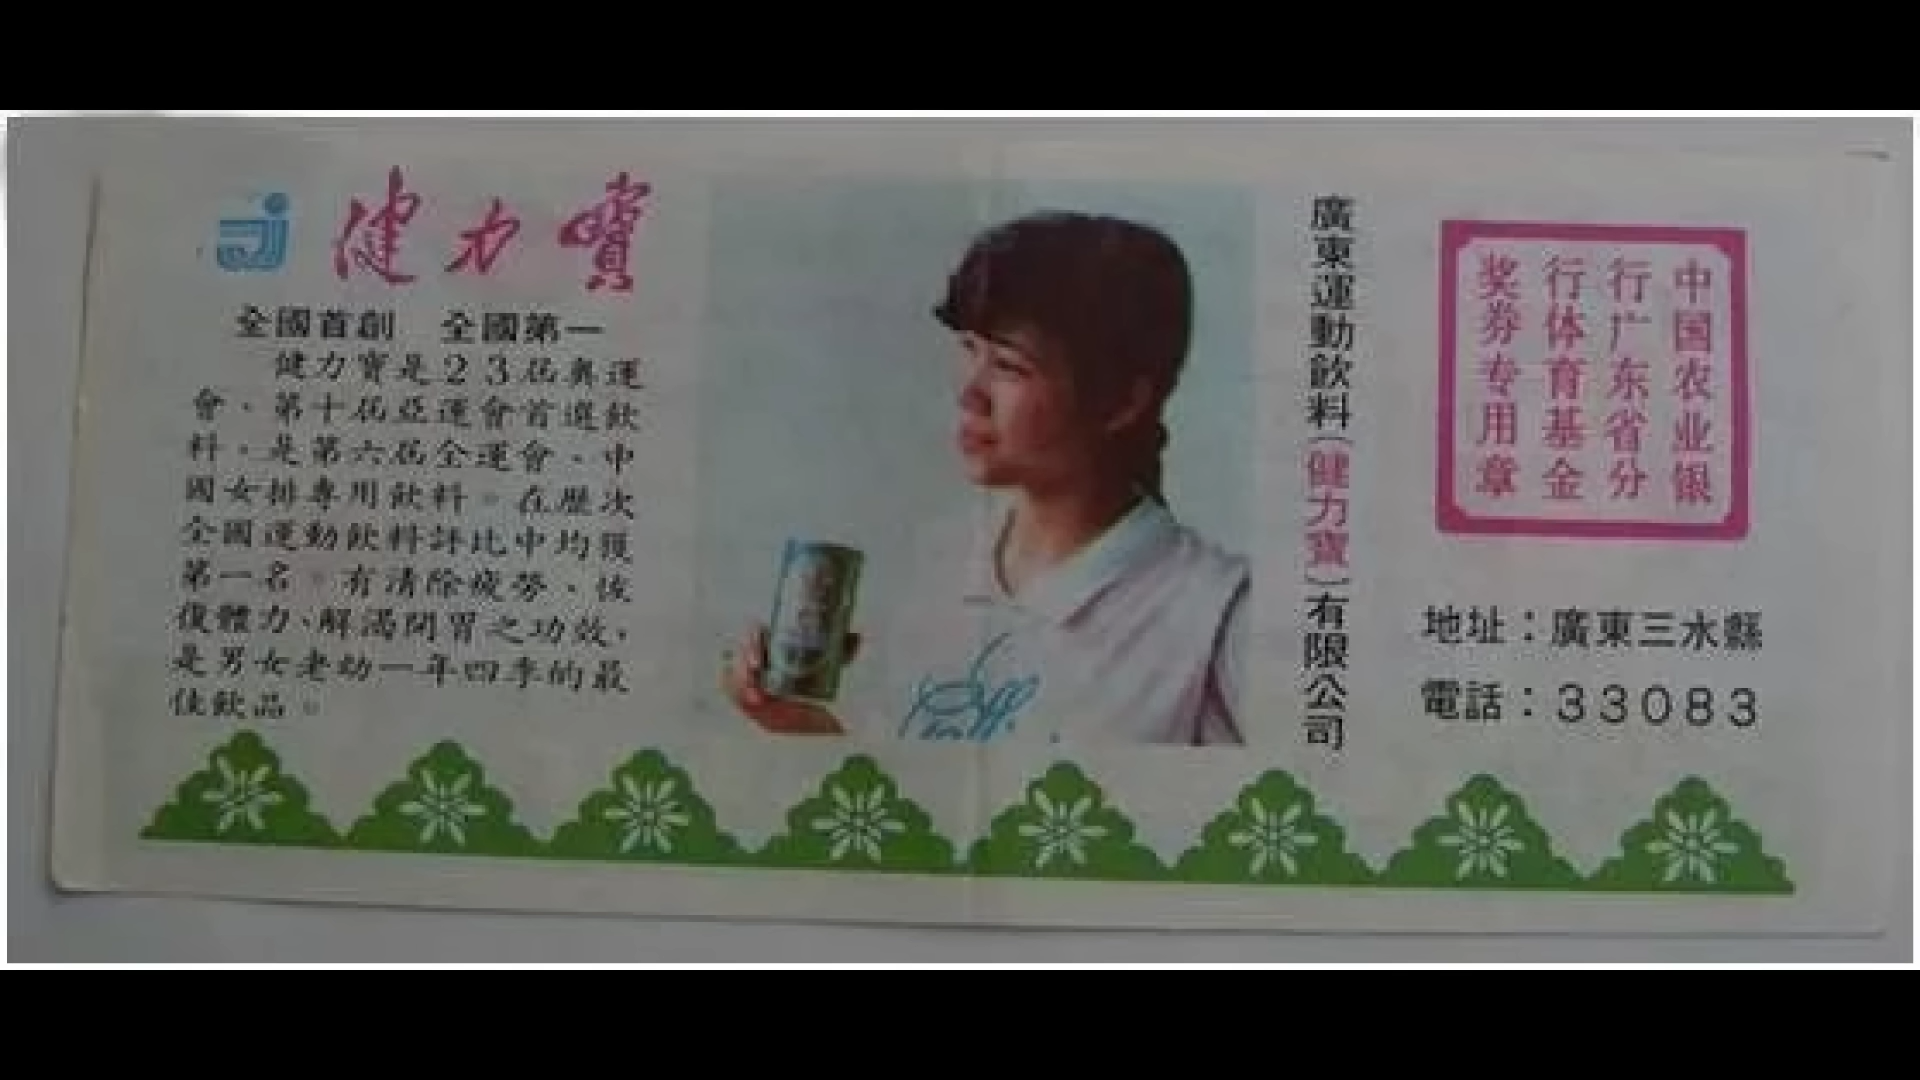 健力寶
全國首創 全國第一
健力寶是23屆奧運
會、第十屆亞運會首選飲
料，是第六屆全運會、中
國女排專用飲料。在歷次
全國運動飲料評比中均獲
第一名。有清除疲勞、恢
復體力、解渴開胃之功效，
是男女老幼一年四季的最
佳飲品。
廣東運動飲料(健力寶)有限公司
中国农业银
行广东省分
行体育基金
奖券专用章
地址：廣東三水縣
電話：33083